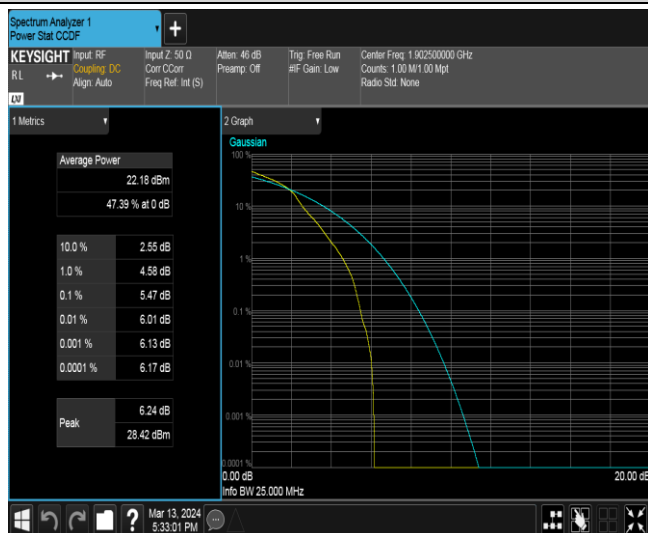 Spectrum Analyzer 1
Power Stat CCDF
KEYSIGHT
RL
LXI
Input: RF
Coupling: DC
Align: Auto
Input Z: 50 Ω
Corr CCorr
Freq Ref: Int (S)
Atten: 46 dB
Preamp: Off
Trig: Free Run
#IF Gain: Low
Center Freq: 1.902500000 GHz
Counts: 1.00 M/1.00 Mpt
Radio Std: None
1 Metrics
Average Power
22.18 dBm
47.39 % at 0 dB
10.0 % 2.55 dB
1.0 % 4.58 dB
0.1 % 5.47 dB
0.01 % 6.01 dB
0.001 % 6.13 dB
0.0001 % 6.17 dB
Peak
6.24 dB
28.42 dBm
2 Graph
Gaussian
100 %
10 %
1 %
0.1 %
0.01 %
0.001 %
0.0001 %
0.00 dB
20.00 dB
Info BW 25.000 MHz
?
Mar 13, 2024
5:33:01 PM